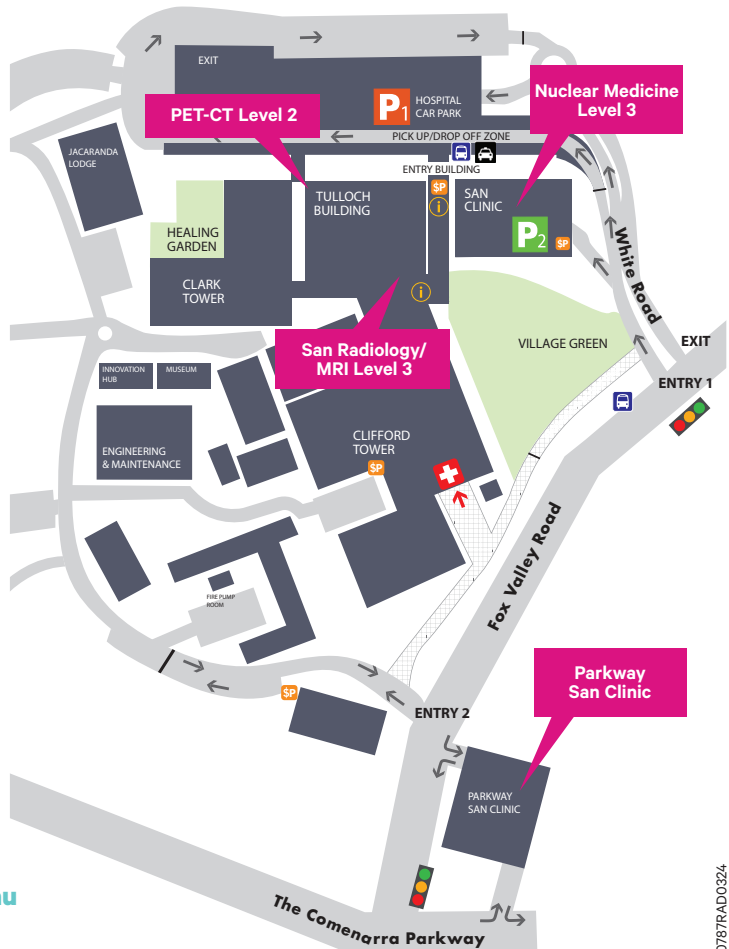 EXIT
P1
HOSPITAL
CAR PARK
Nuclear Medicine
Level 3
PET-CT Level 2
PICK UP/DROP OFF ZONE
JACARANDA
LODGE
ENTRY BUILDING
$P
i
TULLOCH
BUILDING
SAN
CLINIC
P2
$P
HEALING
GARDEN
White Road
CLARK
TOWER
i
San Radiology/
MRI Level 3
VILLAGE GREEN
EXIT
ENTRY 1
INNOVATION
HUB
MUSEUM
CLIFFORD
TOWER
$P
ENGINEERING
& MAINTENANCE
Fox Valley Road
FIRE PUMP
ROOM
Parkway
San Clinic
$P
ENTRY 2
PARKWAY
SAN CLINIC
au
The Comenarra Parkway
0787RAD0324